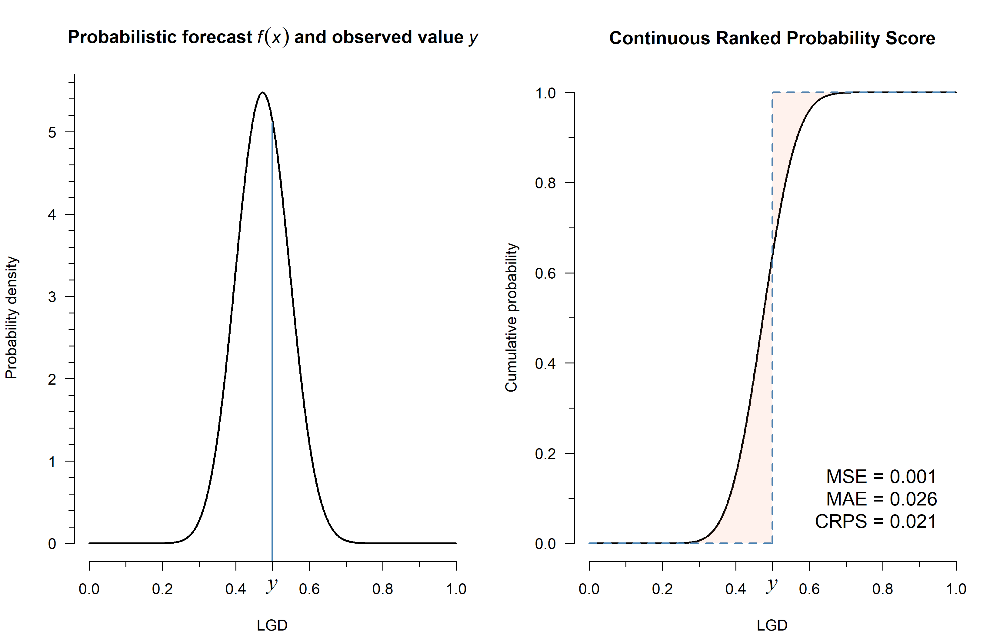 Probabilistic forecast f(x) and observed value y
Probability density
5
4
3
2
1
0
0.0 0.2 0.4 y 0.6 0.8 1.0
LGD
Continuous Ranked Probability Score
Cumulative probability
1.0
0.8
0.6
0.4
0.2
0.0
MSE = 0.001
MAE = 0.026
CRPS = 0.021
0.0 0.2 0.4 y 0.6 0.8 1.0
LGD